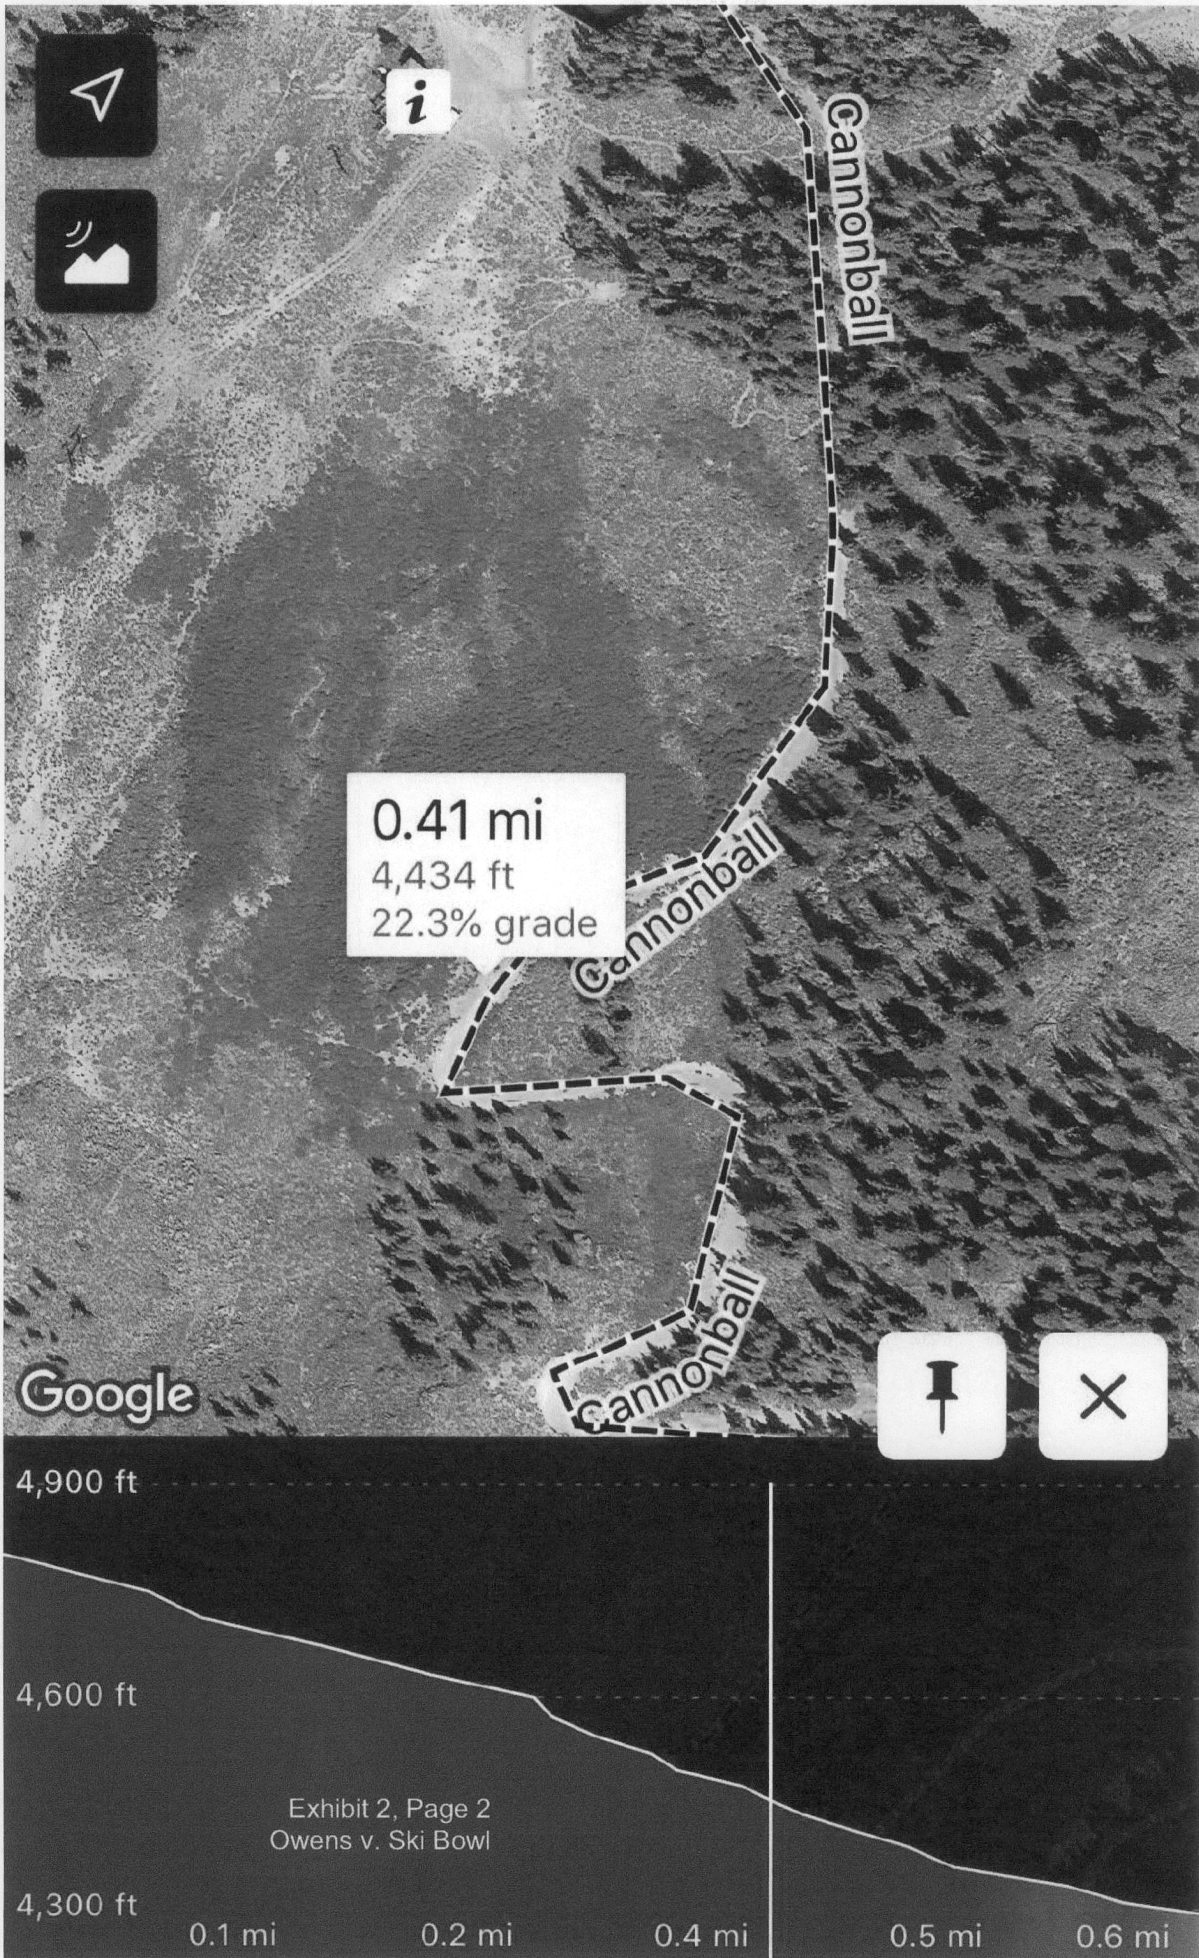 i
Cannonball
0.41 mi
4,434 ft
22.3% grade
Cannonball
Cannonball
Google
4,900 ft
4,600 ft
Exhibit 2, Page 2
Owens v. Ski Bowl
4,300 ft
0.1 mi
0.2 mi
0.4 mi
0.5 mi
0.6 mi